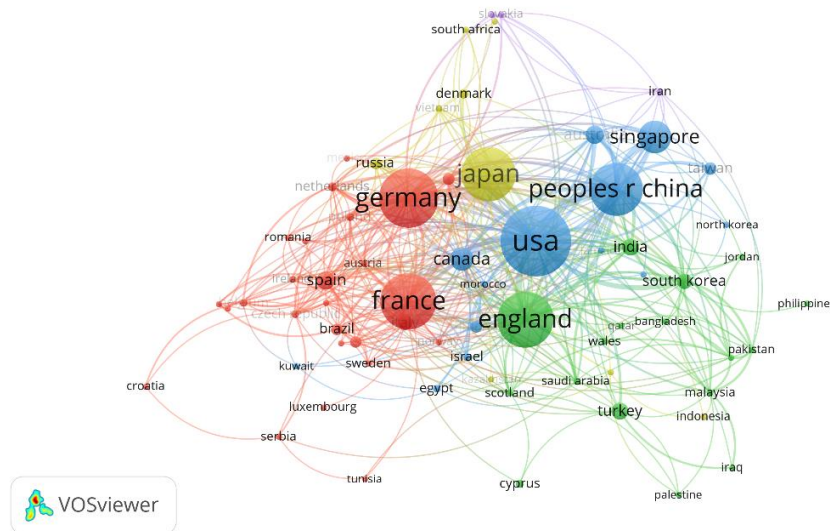 slovakia
south africa
denmark
vietnam
iran
singapore
russia
japan
taiwan
netherlands
germany
peoples r china
romania
north korea
usa
india
canada
austria
jordan
spain
morocco
south korea
france
england
philippine
czech republic
brazil
qatar
bangladesh
wales
israel
pakistan
kuwait
sweden
saudi arabia
croatia
egypt
scotland
malaysia
luxembourg
turkey
indonesia
serbia
iraq
tunisia
cyprus
palestine
VOSviewer